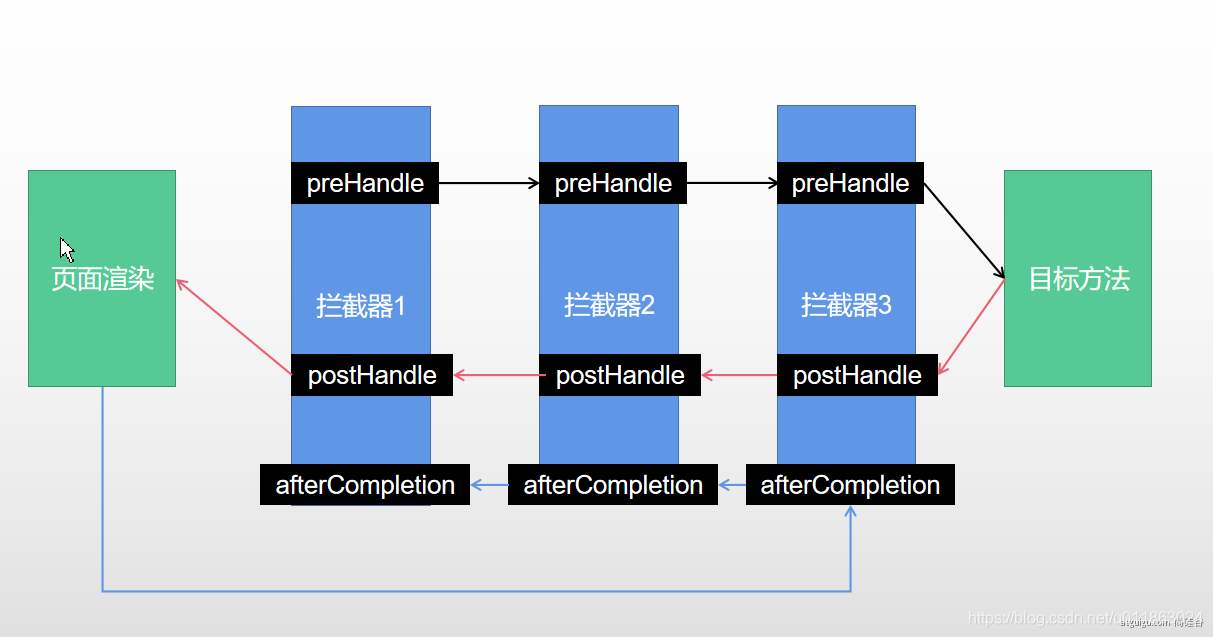 preHandle
preHandle
preHandle
页面渲染
拦截器1
拦截器2
拦截器3
目标方法
postHandle
postHandle
postHandle
afterCompletion
afterCompletion
afterCompletion
https://blog.csdn.net/u011863024